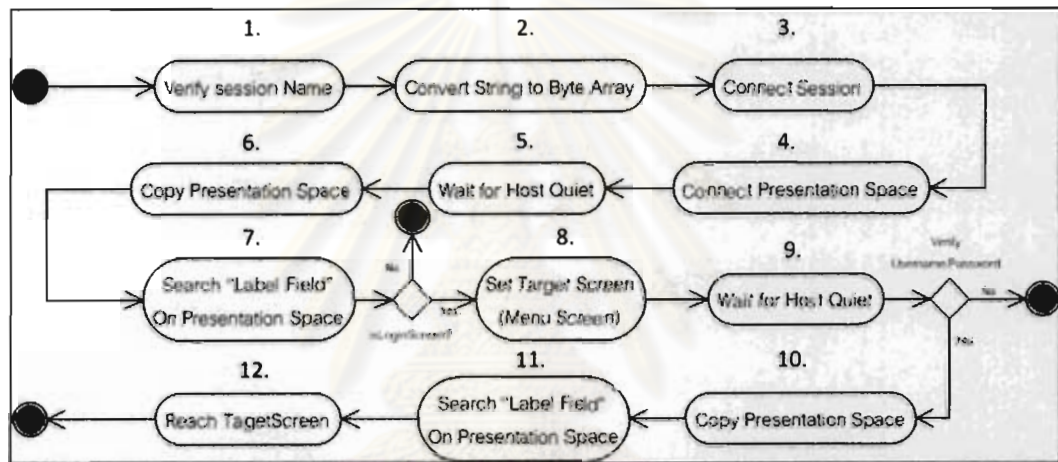 1.
2.
3.
Verify session Name
Convert String to Byte Array
Connect Session
6.
5.
4.
Copy Presentation Space
Wait for Host Quiet
Connect Presentation Space
7.
8.
9.
Verify
Username,Password
Search "Label Field"
On Presentation Space
No
Yes
isLoginScreen?
Set Target Screen
(Menu Screen)
Wait for Host Quiet
No
12.
11.
10.
Reach TagetScreen
Search "Label Field"
On Presentation Space
Copy Presentation Space